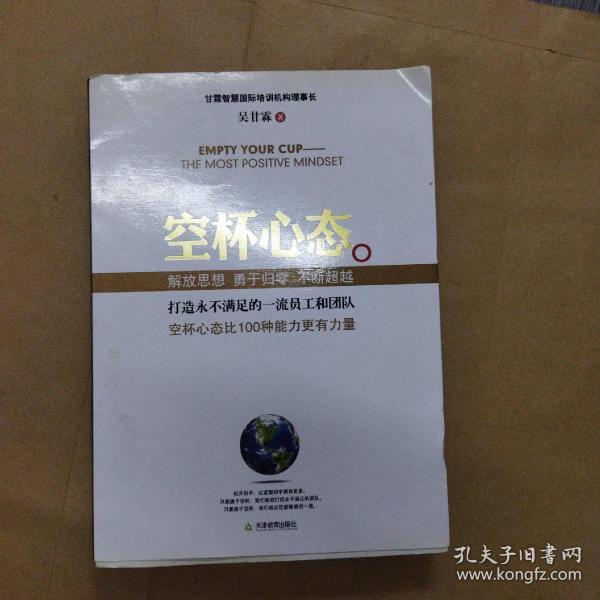 甘霖智慧国际培训机构理事长
吴甘霖 著
EMPTY YOUR CUP——
THE MOST POSITIVE MINDSET
空杯心态。
解放思想 勇于归零 不断超越
打造永不满足的一流员工和团队
空杯心态比100种能力更有力量
天津教育出版社
孔夫子旧书网
www.kongfz.com